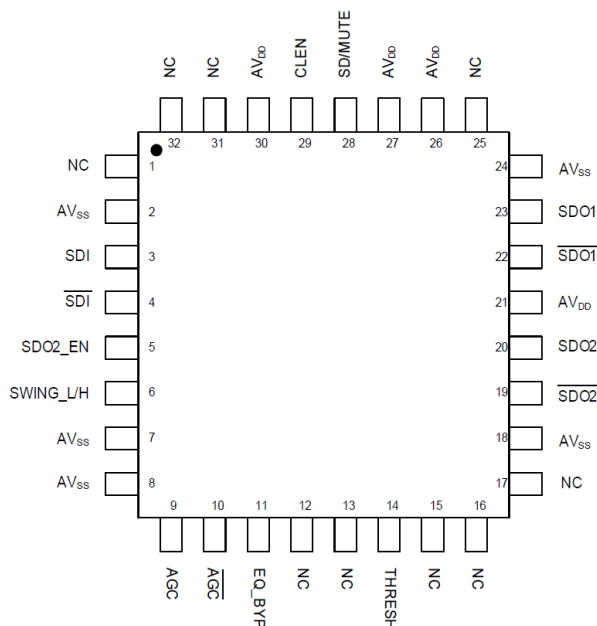 NC NC AVDD CLEN SD/MUTE AVDD AVDD NC
32 31 30 29 28 27 26 25
NC 1 24 AVSS
AVSS 2 23 SDO1
SDI 3 22 SDO1
SDI 4 21 AVDD
SDO2_EN 5 20 SDO2
SWING_L/H 6 19 SDO2
AVSS 7 18 AVSS
AVSS 8 17 NC
9 10 11 12 13 14 15 16
AGC AGC EQ_BYP NC NC THRESH NC NC